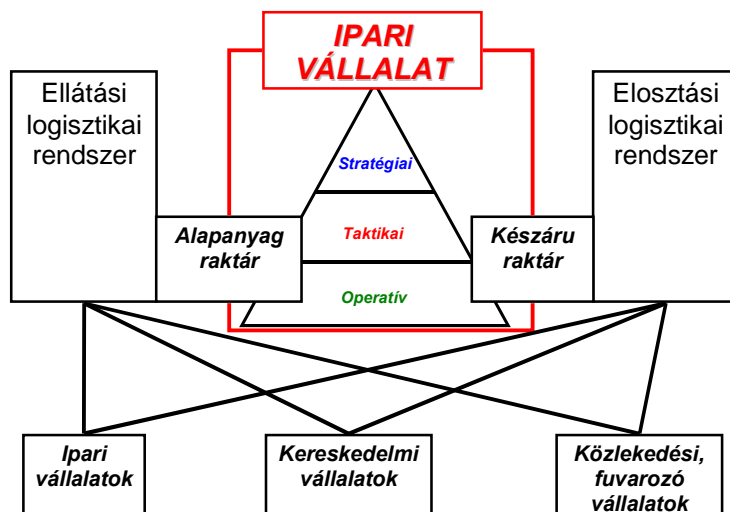 IPARI
VÁLLALAT
Ellátási
logisztikai
rendszer
Elosztási
logisztikai
rendszer
Stratégiai
Alapanyag
raktár
Taktikai
Készáru
raktár
Operatív
Ipari
vállalatok
Kereskedelmi
vállalatok
Közlekedési,
fuvarozó
vállalatok